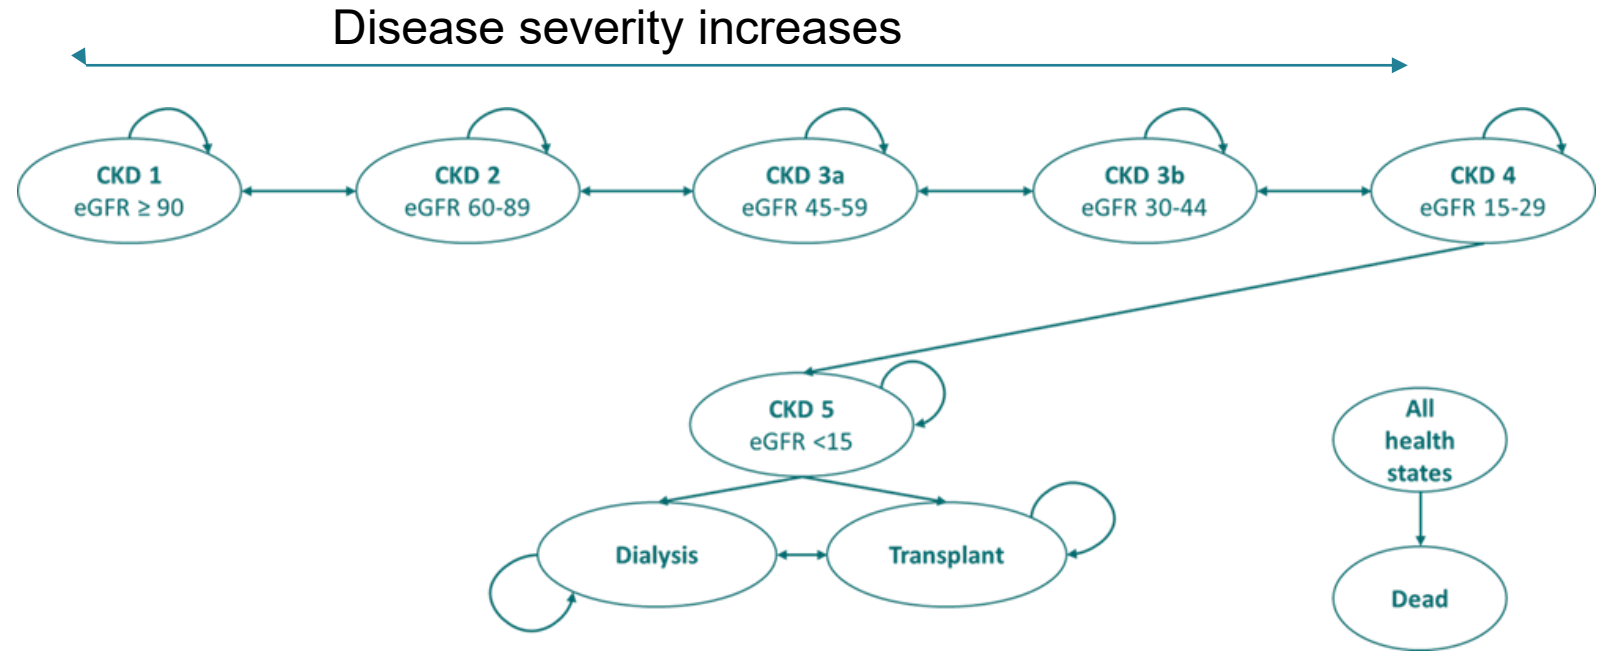 Disease severity increases
CKD 1
eGFR ≥ 90
CKD 2
eGFR 60-89
CKD 3a
eGFR 45-59
CKD 3b
eGFR 30-44
CKD 4
eGFR 15-29
CKD 5
eGFR <15
All
health
states
Dialysis
Transplant
Dead